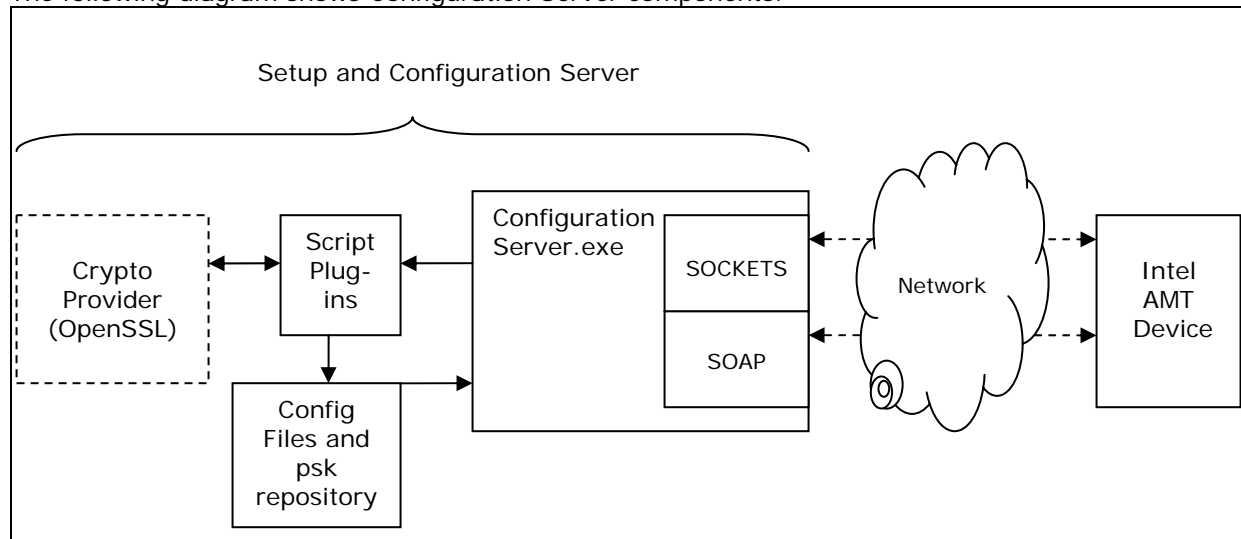 The following diagram shows Configuration Server components:
Setup and Configuration Server
Crypto
Provider
(OpenSSL)
Script
Plug-
ins
Config
Files and
psk
repository
Configuration
Server.exe
SOCKETS
SOAP
Network
Intel
AMT
Device